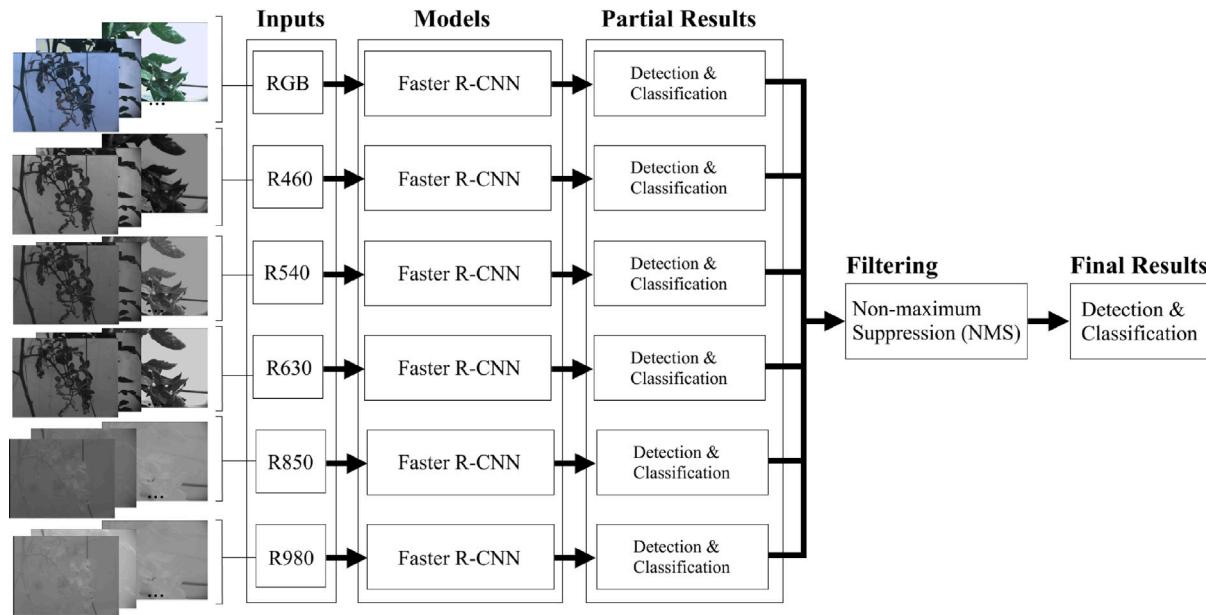 Inputs Models Partial Results
RGB Faster R-CNN Detection &
Classification
R460 Faster R-CNN Detection &
Classification
R540 Faster R-CNN Detection &
Classification
Filtering Final Results
Non-maximum
Suppression (NMS)
Detection &
Classification
R630 Faster R-CNN Detection &
Classification
R850 Faster R-CNN Detection &
Classification
R980 Faster R-CNN Detection &
Classification